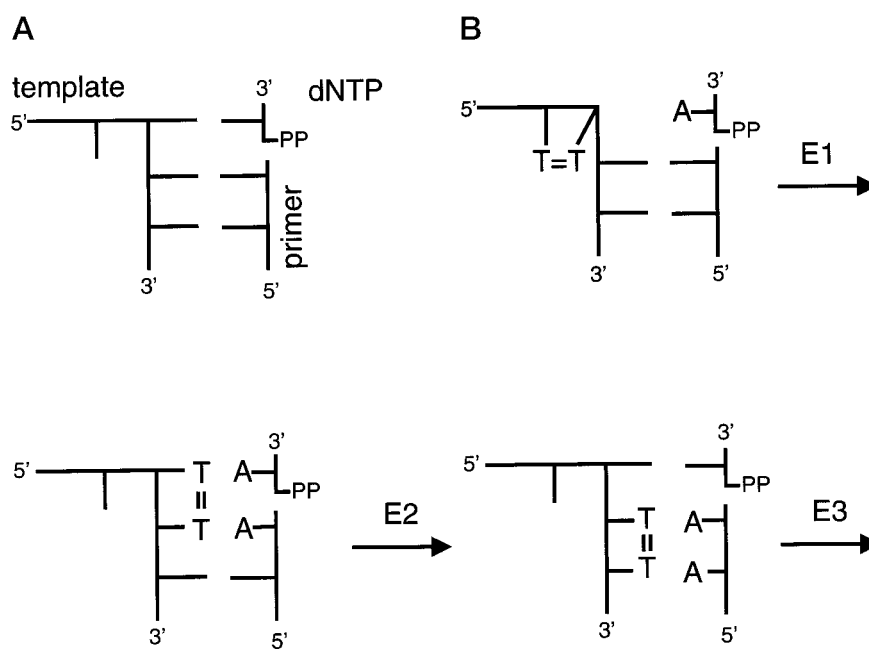 A
B
template
3'
dNTP
5'
PP
primer
3'
5'
5'
3'
A
PP
T=T
E1
3'
5'
5'
3'
T
A
PP
=
T
A
E2
3'
5'
5'
3'
PP
T
A
=
T
A
E3
3'
5'